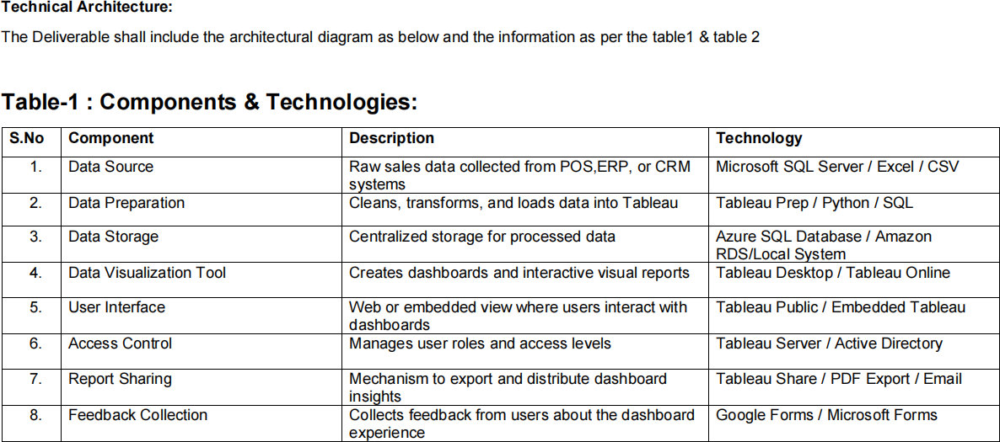 Technical Architecture:
The Deliverable shall include the architectural diagram as below and the information as per the table1 & table 2
Table-1 : Components & Technologies:
S.No Component Description Technology
1. Data Source Raw sales data collected from POS,ERP, or CRM systems Microsoft SQL Server / Excel / CSV
2. Data Preparation Cleans, transforms, and loads data into Tableau Tableau Prep / Python / SQL
3. Data Storage Centralized storage for processed data Azure SQL Database / Amazon RDS/Local System
4. Data Visualization Tool Creates dashboards and interactive visual reports Tableau Desktop / Tableau Online
5. User Interface Web or embedded view where users interact with dashboards Tableau Public / Embedded Tableau
6. Access Control Manages user roles and access levels Tableau Server / Active Directory
7. Report Sharing Mechanism to export and distribute dashboard insights Tableau Share / PDF Export / Email
8. Feedback Collection Collects feedback from users about the dashboard experience Google Forms / Microsoft Forms